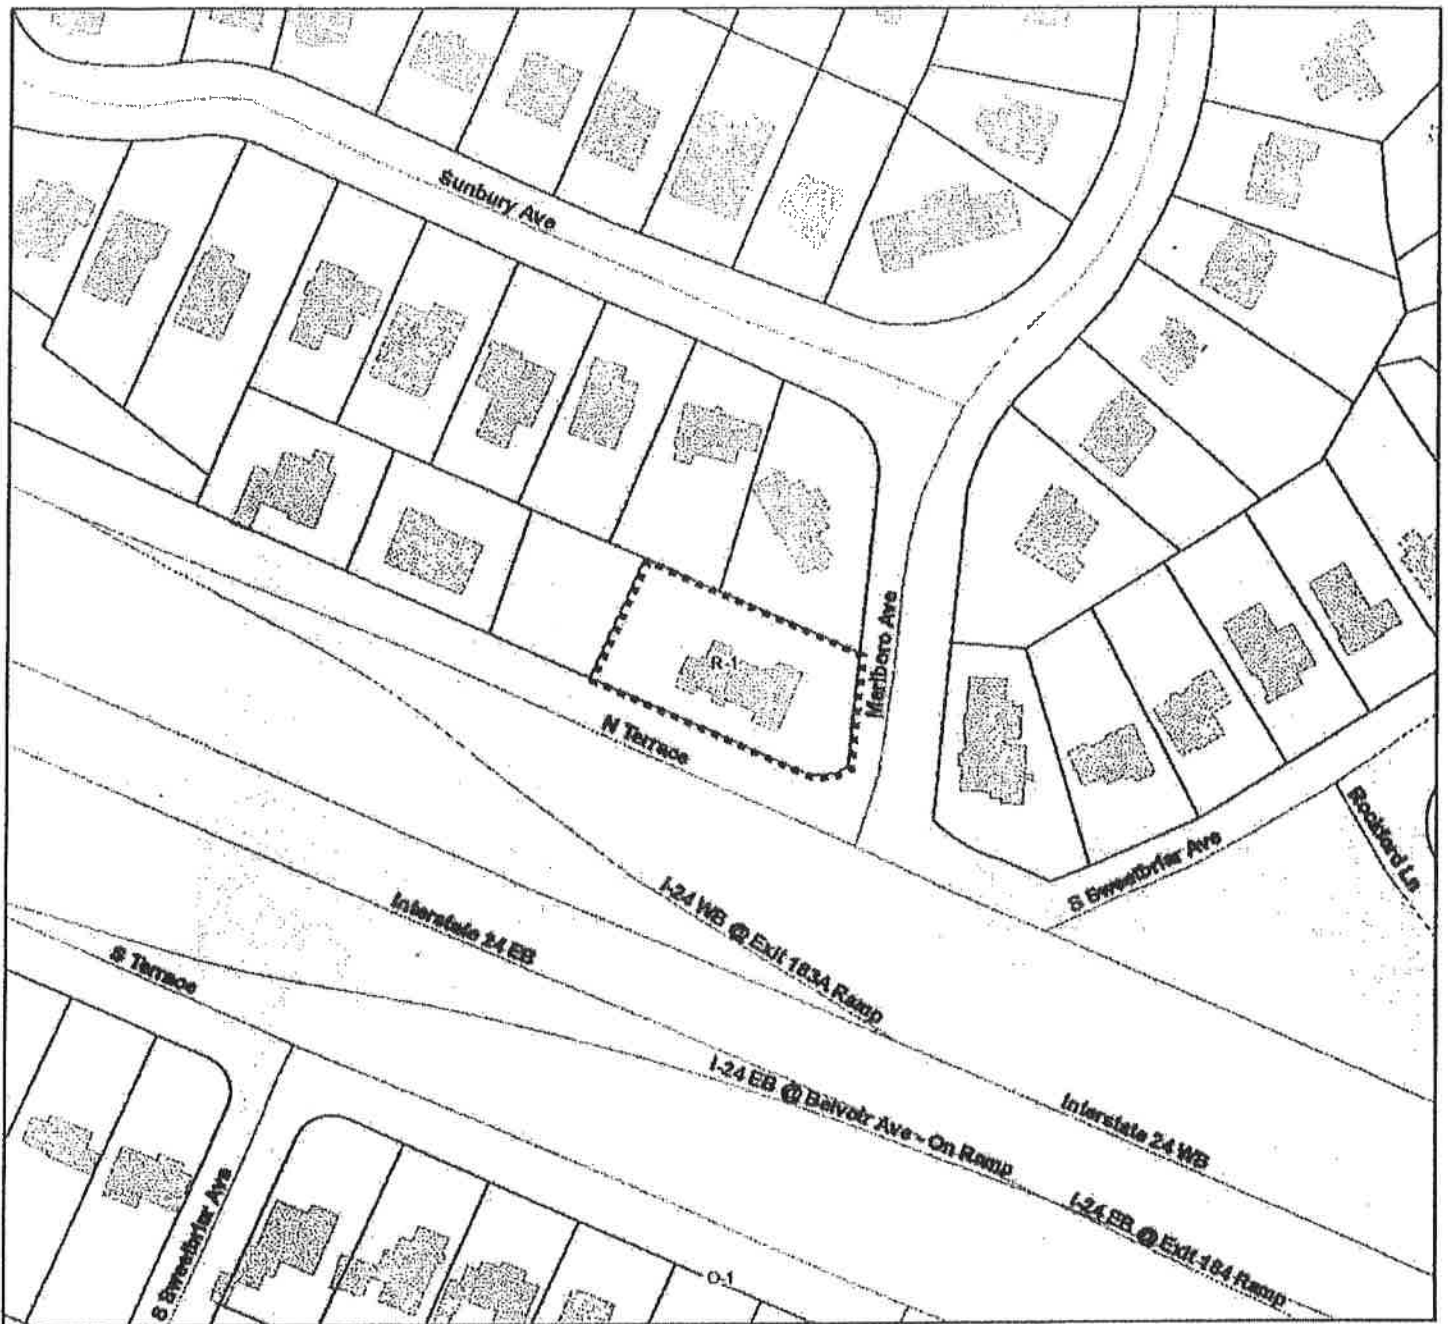 Sunbury Ave
Marlboro Ave
R-1
N Terrace
Rockford Ln
S Sweetbriar Ave
I-24 WB @ Exit 183A Ramp
Interstate 24 EB
S Terrace
I-24 EB @ Belvoir Ave - On Ramp
Interstate 24 WB
I-24 EB @ Exit 184 Ramp
S Sweetbriar Ave
O-1